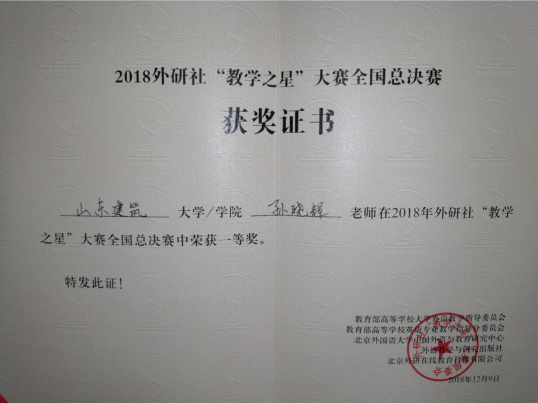 2018外研社“教学之星”大赛全国总决赛
获奖证书
山东建筑 大学/学院 孙晓辉 老师在2018年外研社“教学
之星”大赛全国总决赛中荣获一等奖。
特发此证！
教育部高等学校大学外语教学指导委员会
教育部高等学校英语专业教学指导分委员会
北京外国语大学中国外语与教育研究中心
外语教学与研究出版社
北京外研在线教育科技有限公司
2018年12月9日